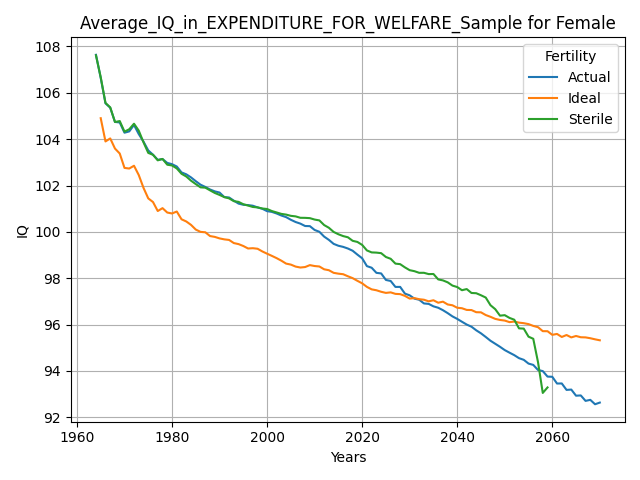 Average_IQ_in_EXPENDITURE_FOR_WELFARE_Sample for Female
108
106
104
102
100
98
96
94
92
IQ
1960
1980
2000
2020
2040
2060
Years
Fertility
Actual
Ideal
Sterile